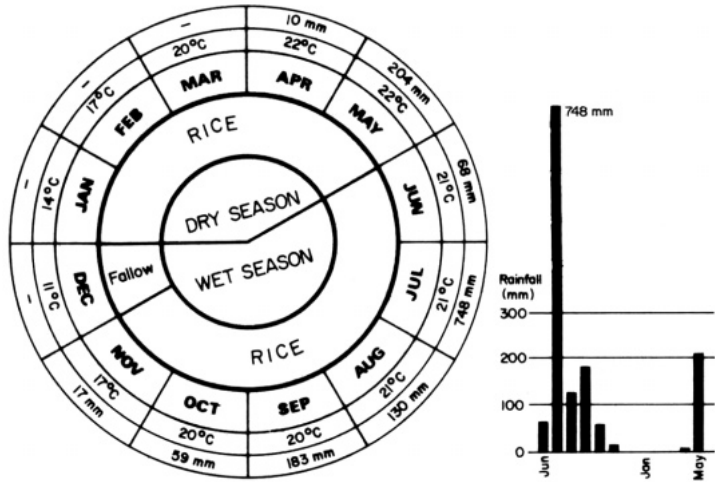 –
20°C
MAR
10 mm
22°C
APR
204 mm
22°C
MAY
68 mm
21°C
JUN
748 mm
21°C
JUL
130 mm
21°C
AUG
183 mm
20°C
SEP
59 mm
20°C
OCT
17 mm
17°C
NOV
–
11°C
DEC
–
14°C
JAN
–
17°C
FEB
RICE
DRY SEASON
WET SEASON
Fallow
RICE
748 mm
Rainfall
(mm)
300
200
100
0
Jun
Jan
May